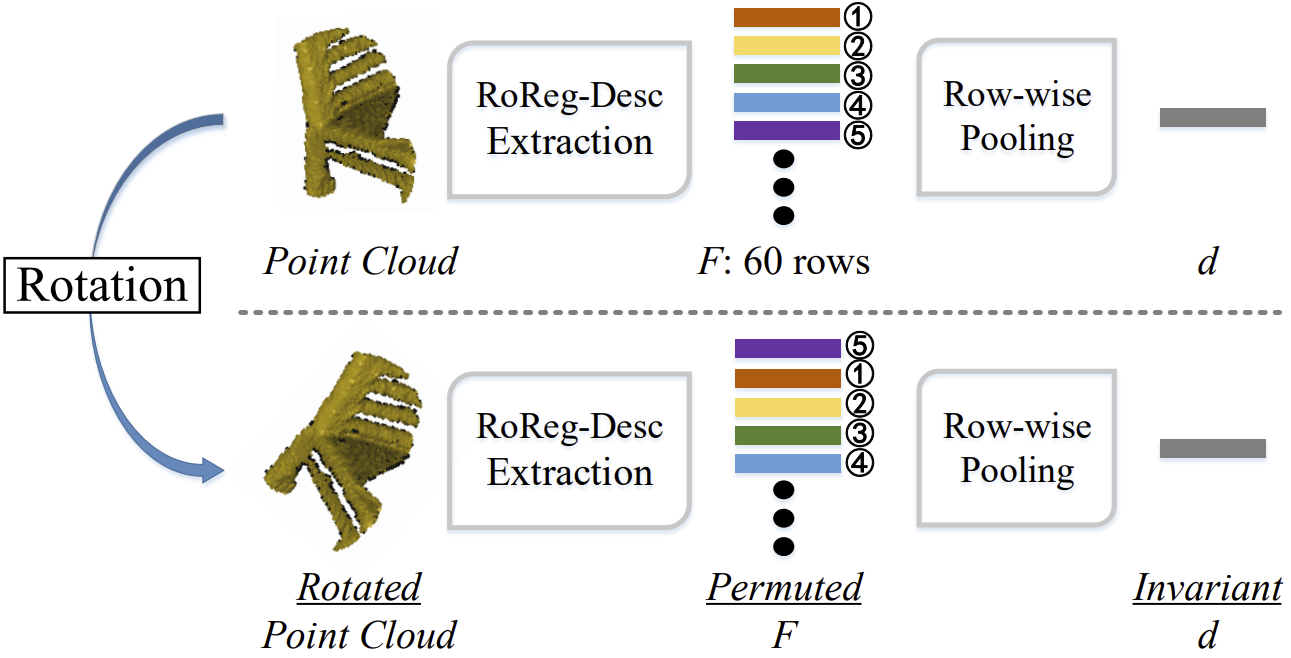 ①
RoReg-Desc
Extraction
②
③
④
⑤
Row-wise
Pooling
Point Cloud
F: 60 rows
d
Rotation
⑤
①
②
③
④
RoReg-Desc
Extraction
Row-wise
Pooling
Rotated
Point Cloud
Permuted
F
Invariant
d